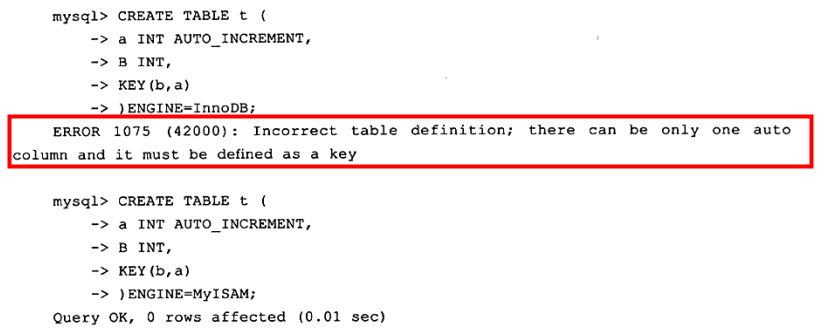 mysql> CREATE TABLE t (
-> a INT AUTO_INCREMENT,
-> B INT,
-> KEY(b,a)
-> )ENGINE=InnoDB;
ERROR 1075 (42000): Incorrect table definition; there can be only one auto
column and it must be defined as a key
mysql> CREATE TABLE t (
-> a INT AUTO_INCREMENT,
-> B INT,
-> KEY(b,a)
-> )ENGINE=MyISAM;
Query OK, 0 rows affected (0.01 sec)